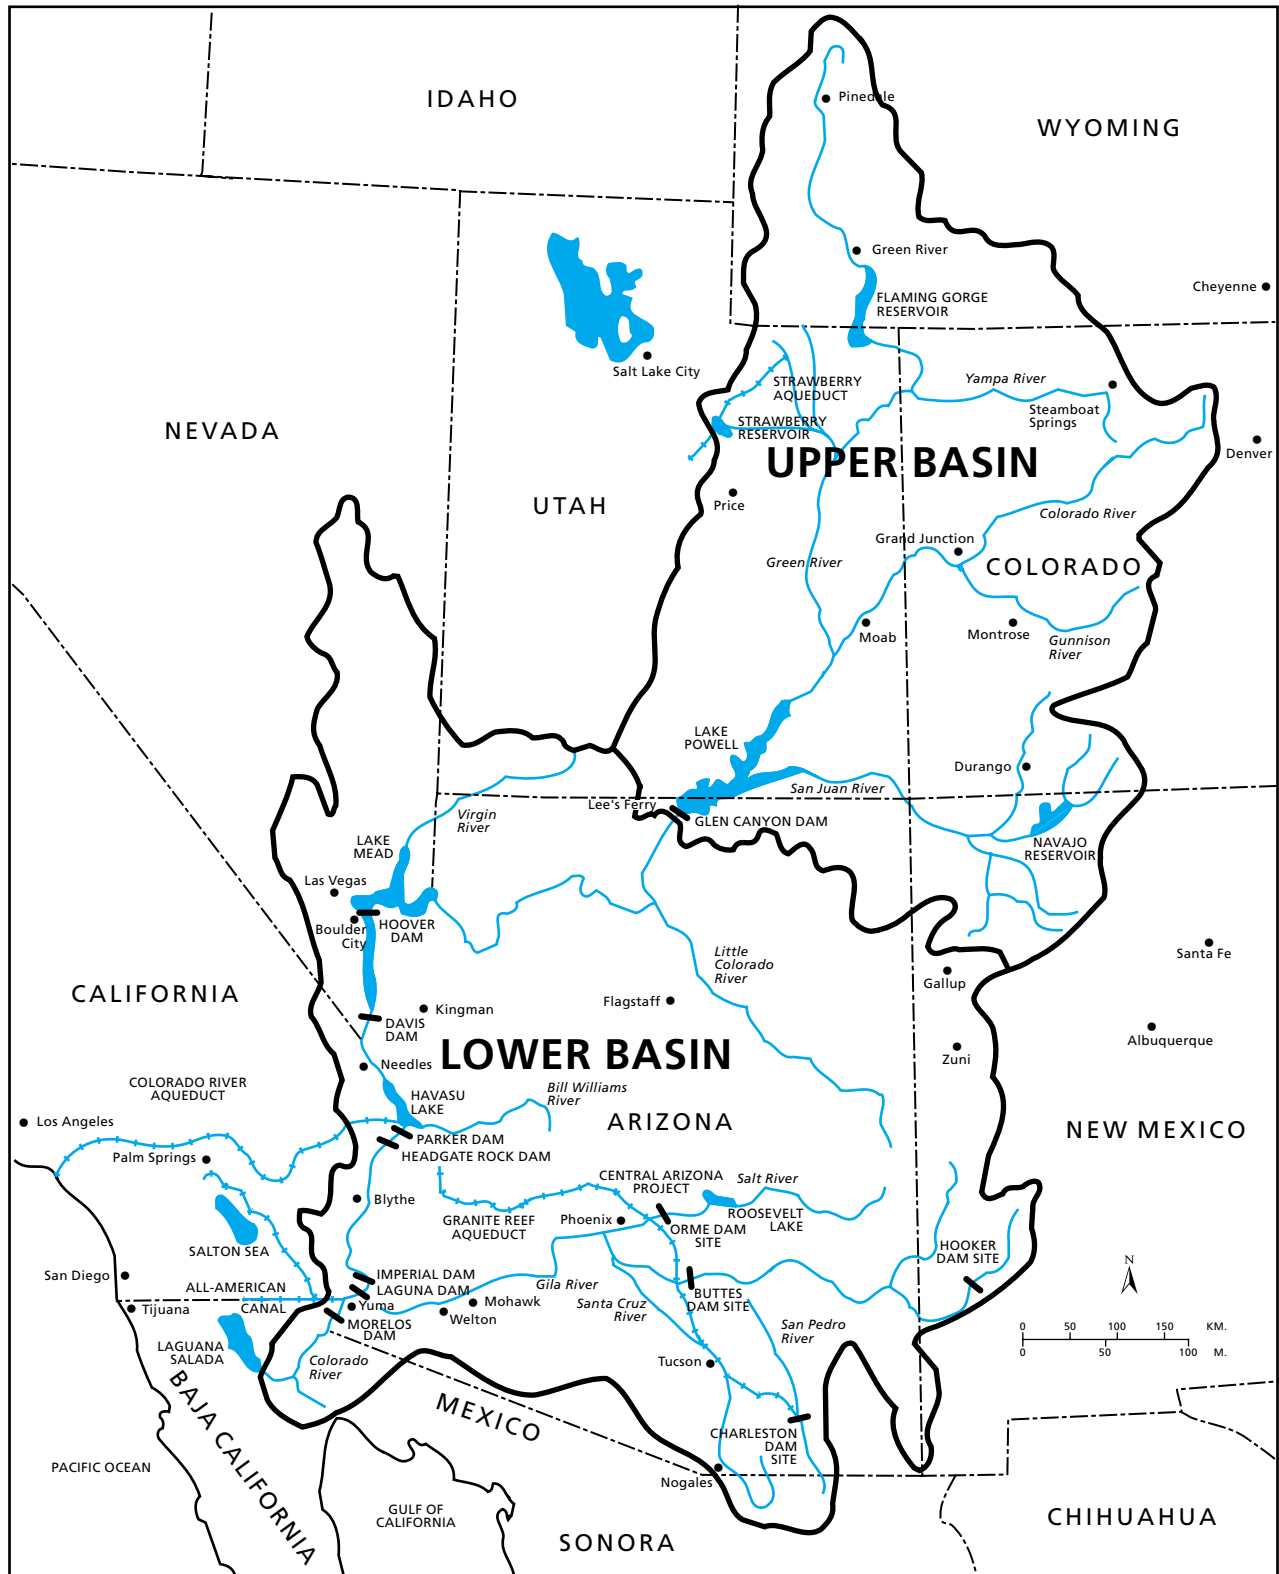 IDAHO
Pinedale
WYOMING
Green River
Cheyenne
FLAMING GORGE
RESERVOIR
Salt Lake City
STRAWBERRY
AQUEDUCT
Yampa River
Steamboat
Springs
STRAWBERRY
RESERVOIR
NEVADA
UPPER BASIN
Denver
UTAH
Price
Colorado River
Grand Junction
Green River
COLORADO
Moab
Montrose
Gunnison
River
LAKE
POWELL
Durango
San Juan River
Lee's Ferry
GLEN CANYON DAM
Virgin
River
LAKE
MEAD
NAVAJO
RESERVOIR
Las Vegas
Boulder
City
HOOVER
DAM
Little
Colorado
River
Santa Fe
Gallup
CALIFORNIA
Kingman
Flagstaff
DAVIS
DAM
Albuquerque
LOWER BASIN
Zuni
Needles
COLORADO RIVER
AQUEDUCT
HAVASU
LAKE
Bill Williams
River
Los Angeles
ARIZONA
NEW MEXICO
PARKER DAM
HEADGATE ROCK DAM
Palm Springs
CENTRAL ARIZONA
PROJECT
Salt River
Blythe
GRANITE REEF
AQUEDUCT
Phoenix
ROOSEVELT
LAKE
ORME DAM
SITE
SALTON SEA
HOOKER
DAM SITE
San Diego
IMPERIAL DAM
ALL-AMERICAN
CANAL
LAGUNA DAM
Gila River
BUTTES
DAM SITE
N
Tijuana
Yuma
Mohawk
Welton
Santa Cruz
River
MORELOS
DAM
San Pedro
River
0 50 100 150 KM.
0 50 100 M.
LAGUANA
SALADA
Colorado
River
Tucson
BAJA CALIFORNIA
MEXICO
CHARLESTON
DAM
SITE
PACIFIC OCEAN
Nogales
GULF OF
CALIFORNIA
SONORA
CHIHUAHUA